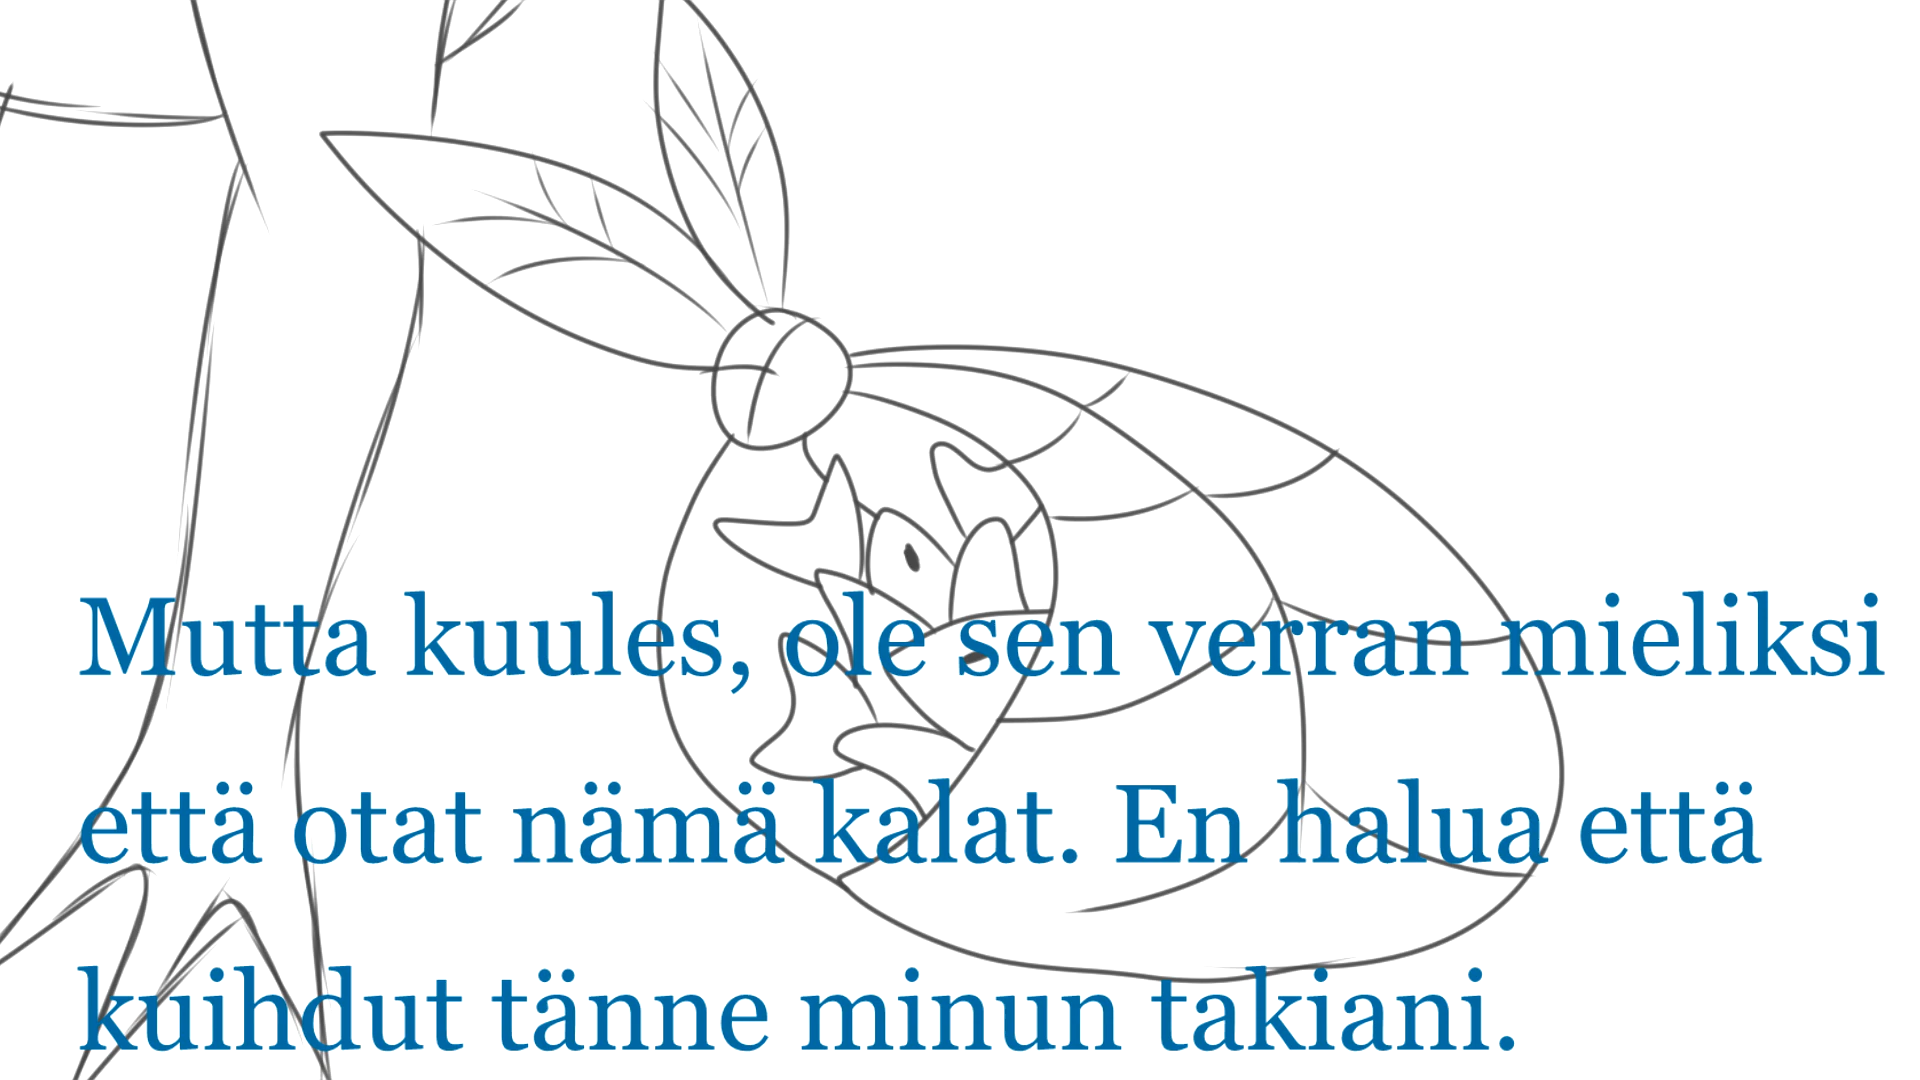 Mutta kuules, ole sen verran mieliksi
että otat nämä kalat. En halua että
kuihdut tänne minun takiani.